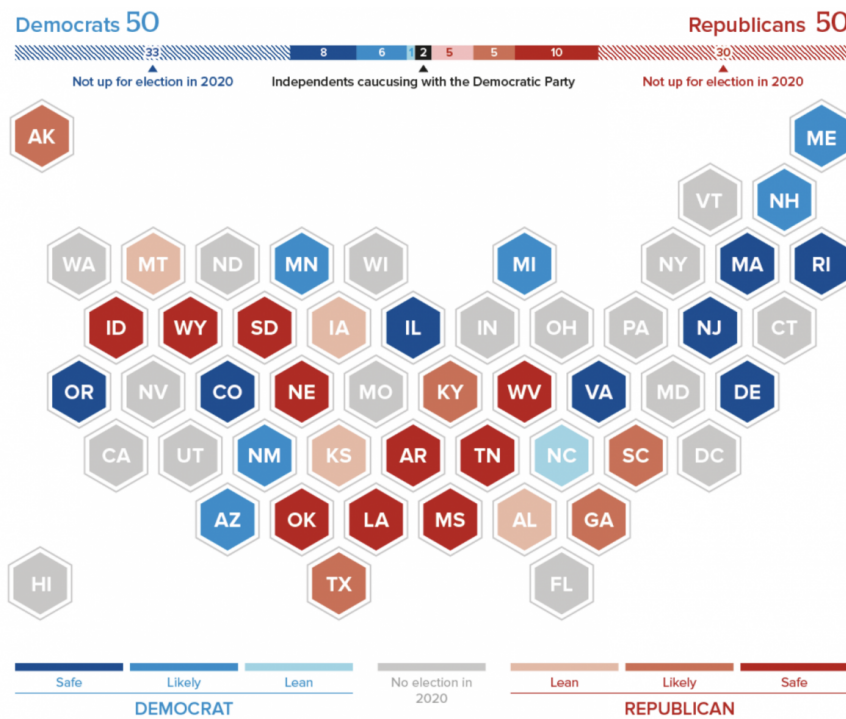 Democrats 50 Republicans 50
33 8 6 1 2 5 5 10 30
Not up for election in 2020 Independents caucusing with the Democratic Party Not up for election in 2020
AK ME
VT NH
WA MT ND MN WI MI NY MA RI
ID WY SD IA IL IN OH PA NJ CT
OR NV CO NE MO KY WV VA MD DE
CA UT NM KS AR TN NC SC DC
AZ OK LA MS AL GA
HI TX FL
Safe Likely Lean No election in Lean Likely Safe
2020
DEMOCRAT REPUBLICAN